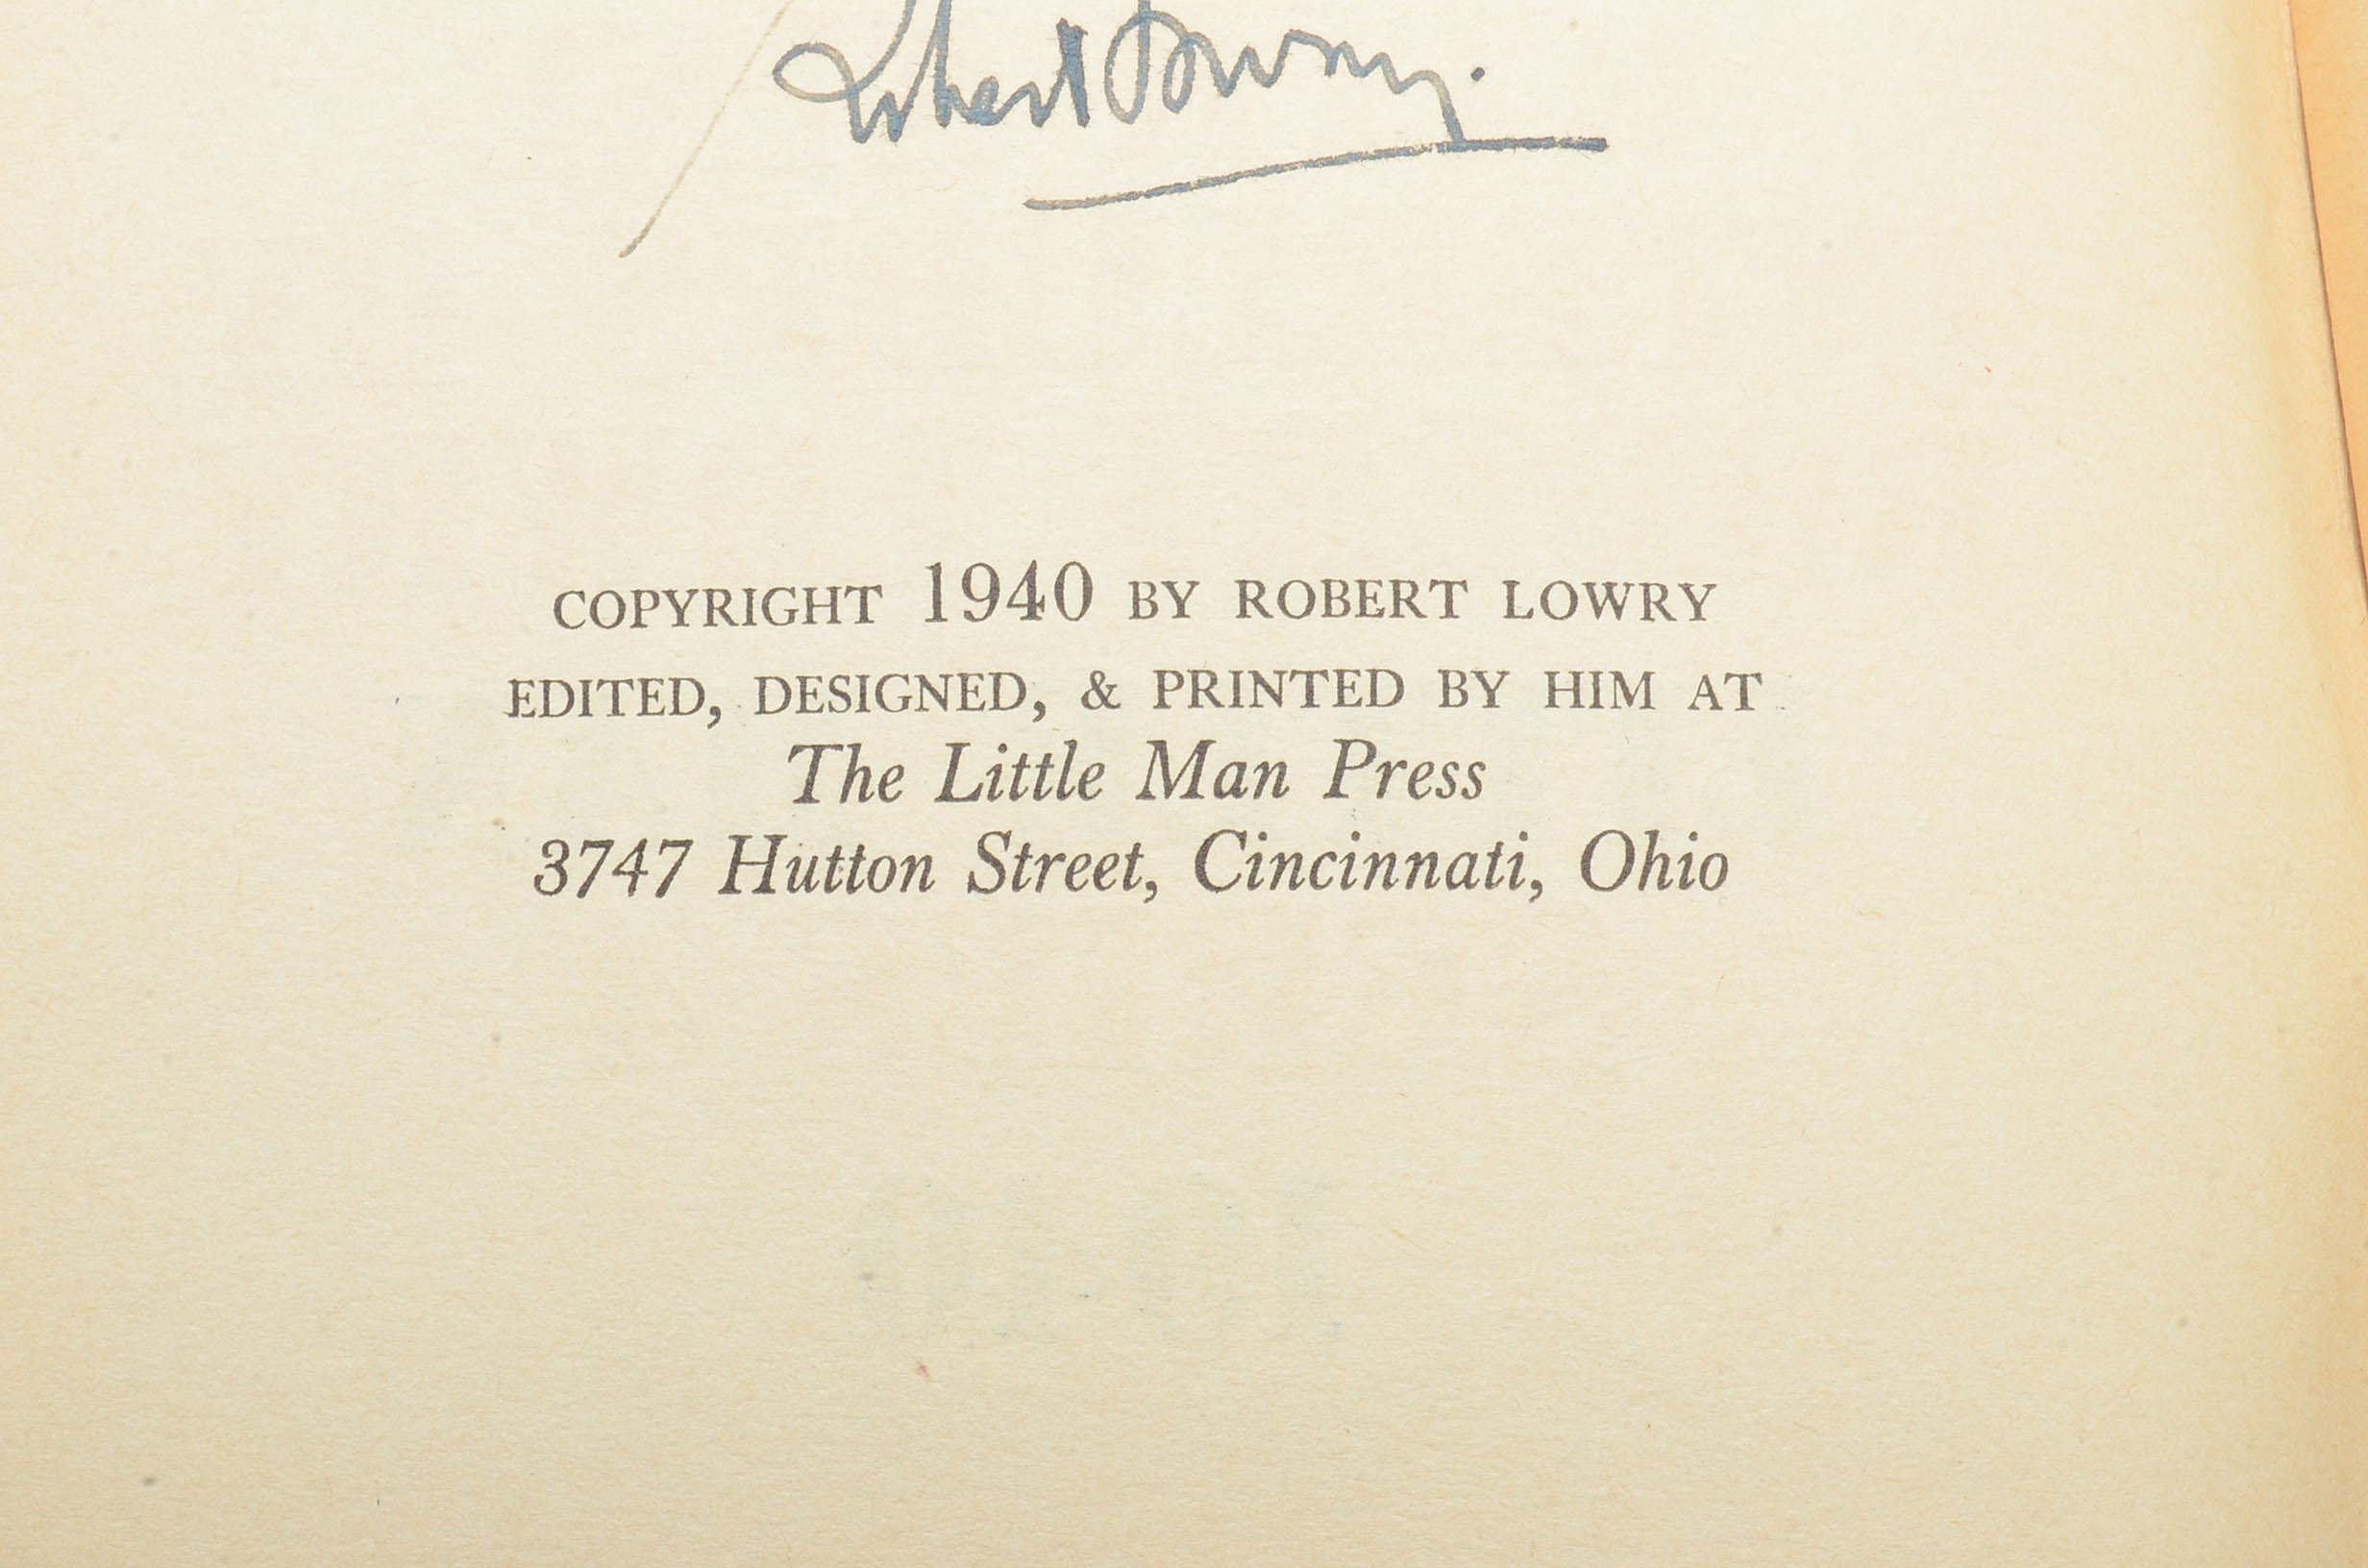 Robert Lowry.
COPYRIGHT 1940 BY ROBERT LOWRY
EDITED, DESIGNED, & PRINTED BY HIM AT
The Little Man Press
3747 Hutton Street, Cincinnati, Ohio